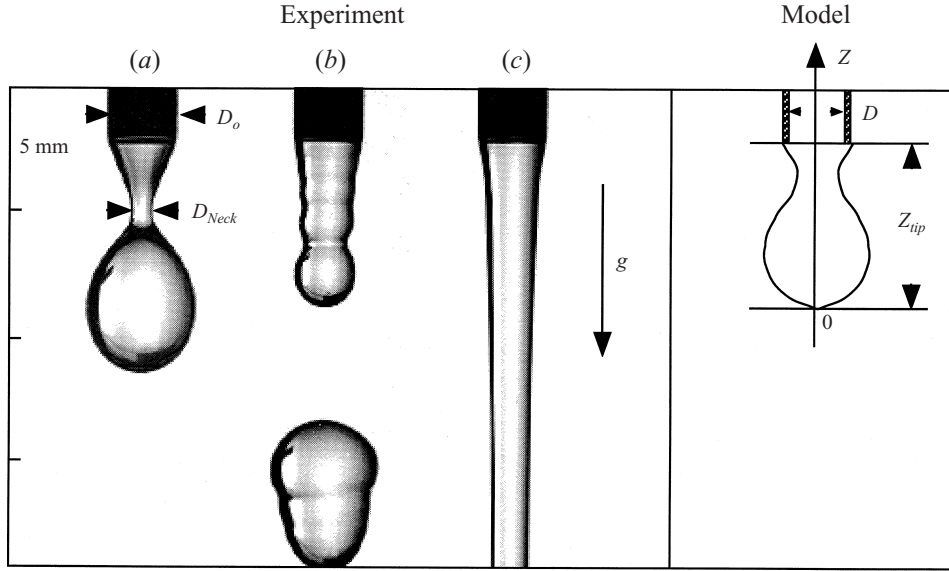 Experiment
Model
(a)
(b)
(c)
Z
D_o
D
5 mm
D_Neck
Z_tip
g
0